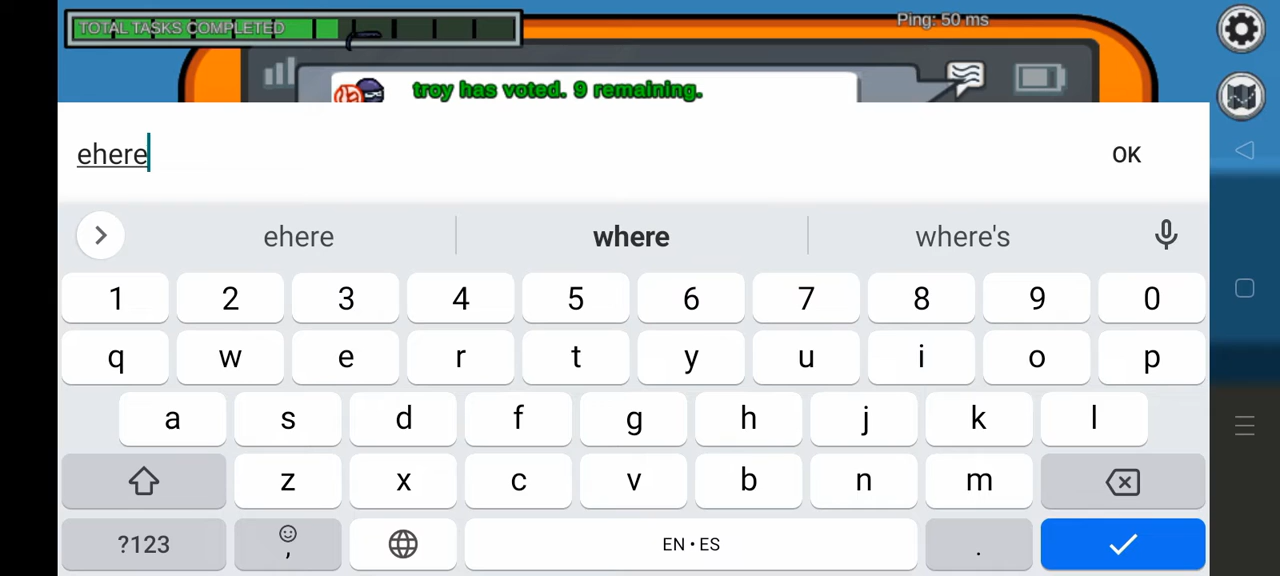 TOTAL TASKS COMPLETED
Ping: 50 ms
troy has voted. 9 remaining.
ehere
OK
ehere where where's
1 2 3 4 5 6 7 8 9 0
q w e r t y u i o p
a s d f g h j k l
z x c v b n m
?123 , EN • ES .